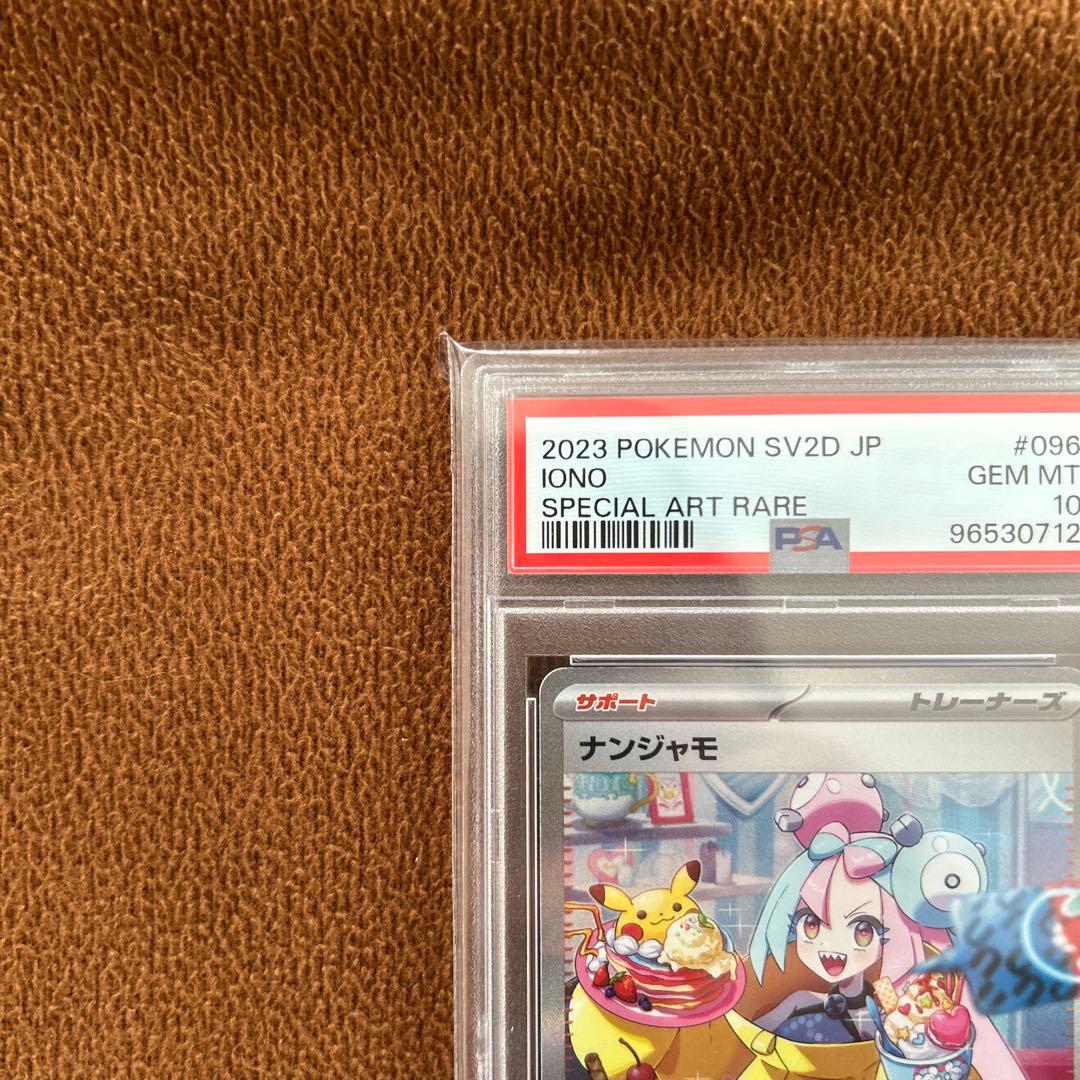 2023 POKEMON SV2D JP #096
IONO GEM MT
SPECIAL ART RARE 10
96530712
PSA
サポート トレーナーズ
ナンジャモ